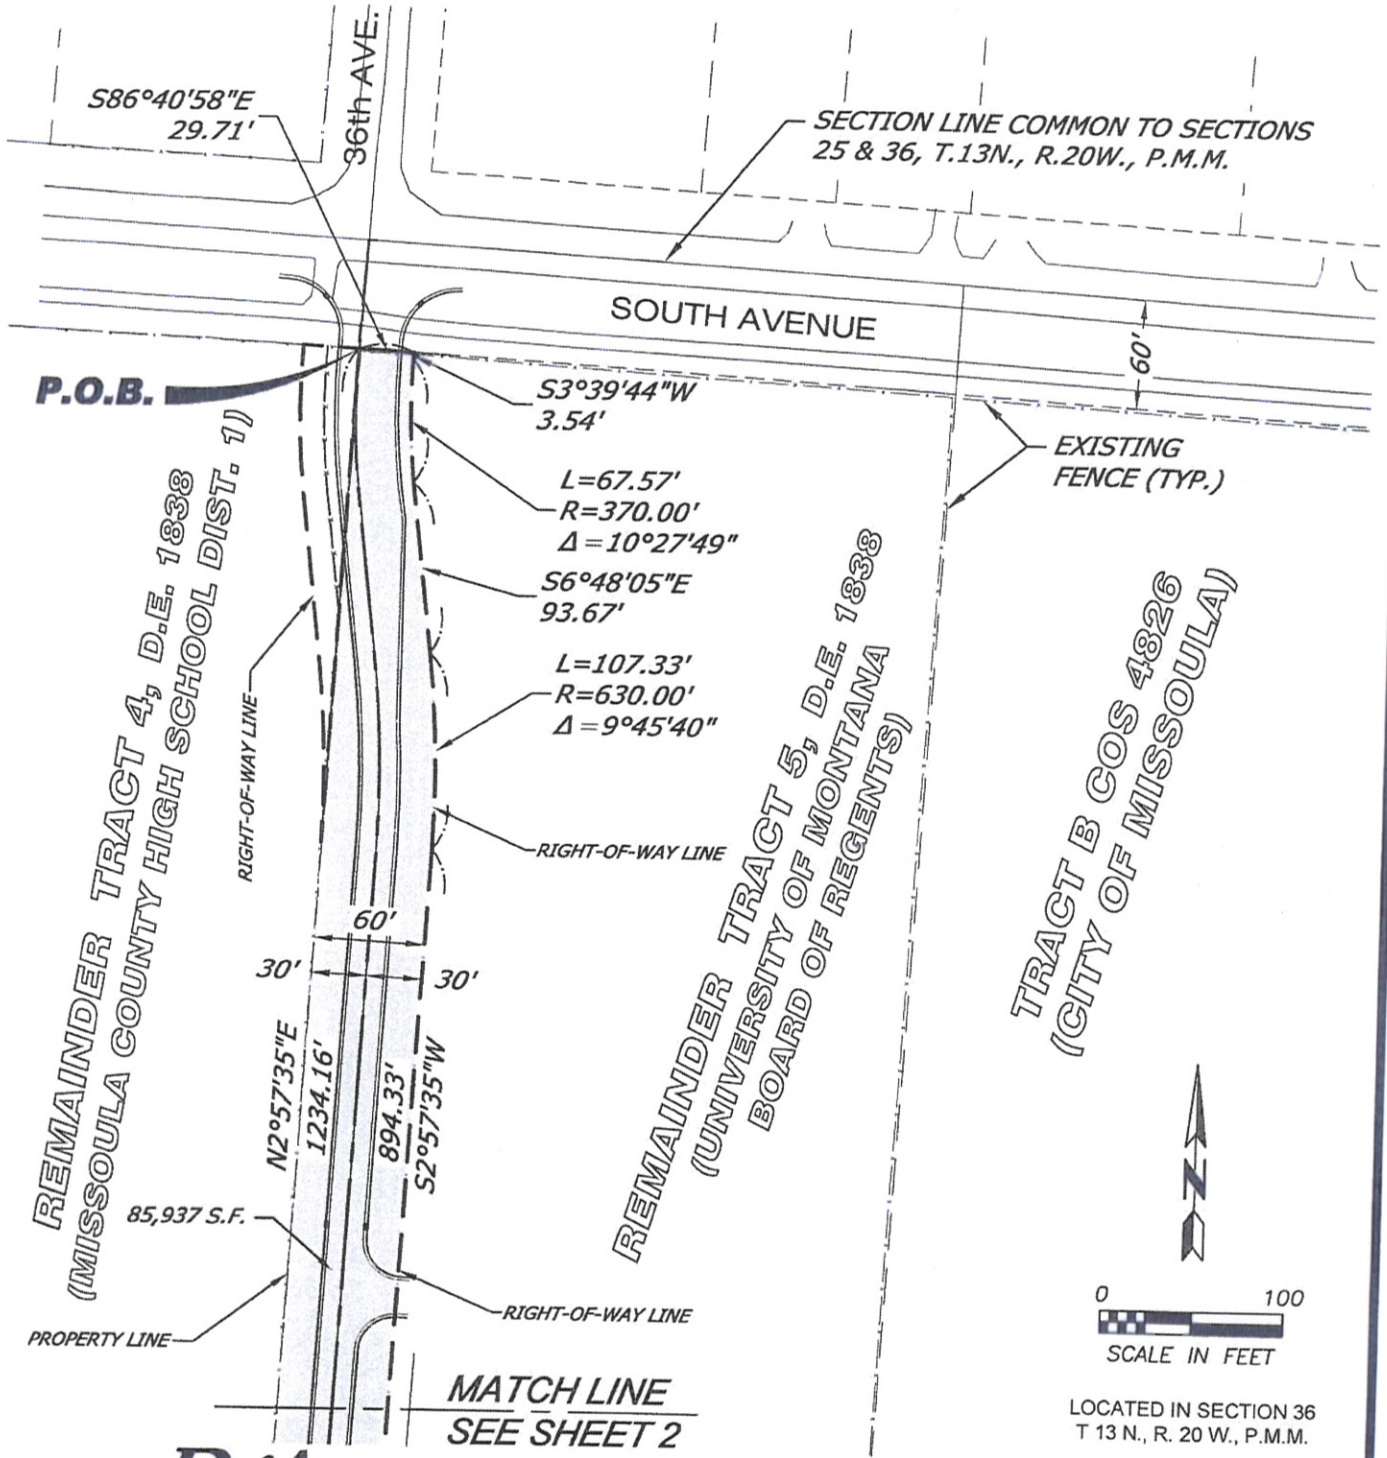 36th AVE.
S86°40'58"E
29.71'
SECTION LINE COMMON TO SECTIONS
25 & 36, T.13N., R.20W., P.M.M.
SOUTH AVENUE
60'
P.O.B.
S3°39'44"W
3.54'
EXISTING
FENCE (TYP.)
L=67.57'
R=370.00'
Δ=10°27'49"
S6°48'05"E
93.67'
L=107.33'
R=630.00'
Δ=9°45'40"
RIGHT-OF-WAY LINE
RIGHT-OF-WAY LINE
REMAINDER TRACT 4, D.E. 1838
(MISSOULA COUNTY HIGH SCHOOL DIST. 1)
REMAINDER TRACT 5, D.E. 1838
(UNIVERSITY OF MONTANA
BOARD OF REGENTS)
TRACT B COS 4826
(CITY OF MISSOULA)
60'
30'
30'
N2°57'35"E
1234.16'
894.33'
S2°57'35"W
85,937 S.F.
PROPERTY LINE
RIGHT-OF-WAY LINE
MATCH LINE
SEE SHEET 2
N
0 100
SCALE IN FEET
LOCATED IN SECTION 36
T 13 N., R. 20 W., P.M.M.